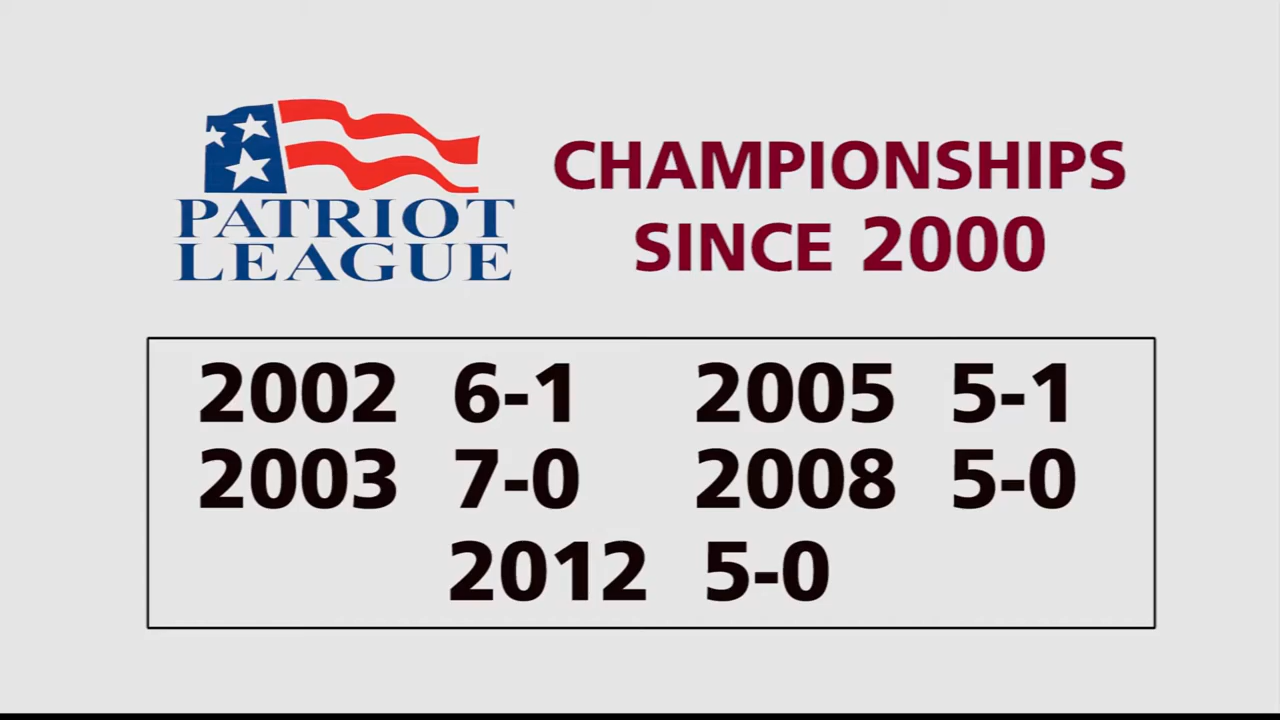 PATRIOT
LEAGUE
CHAMPIONSHIPS
SINCE 2000
2002 6-1 2005 5-1
2003 7-0 2008 5-0
2012 5-0